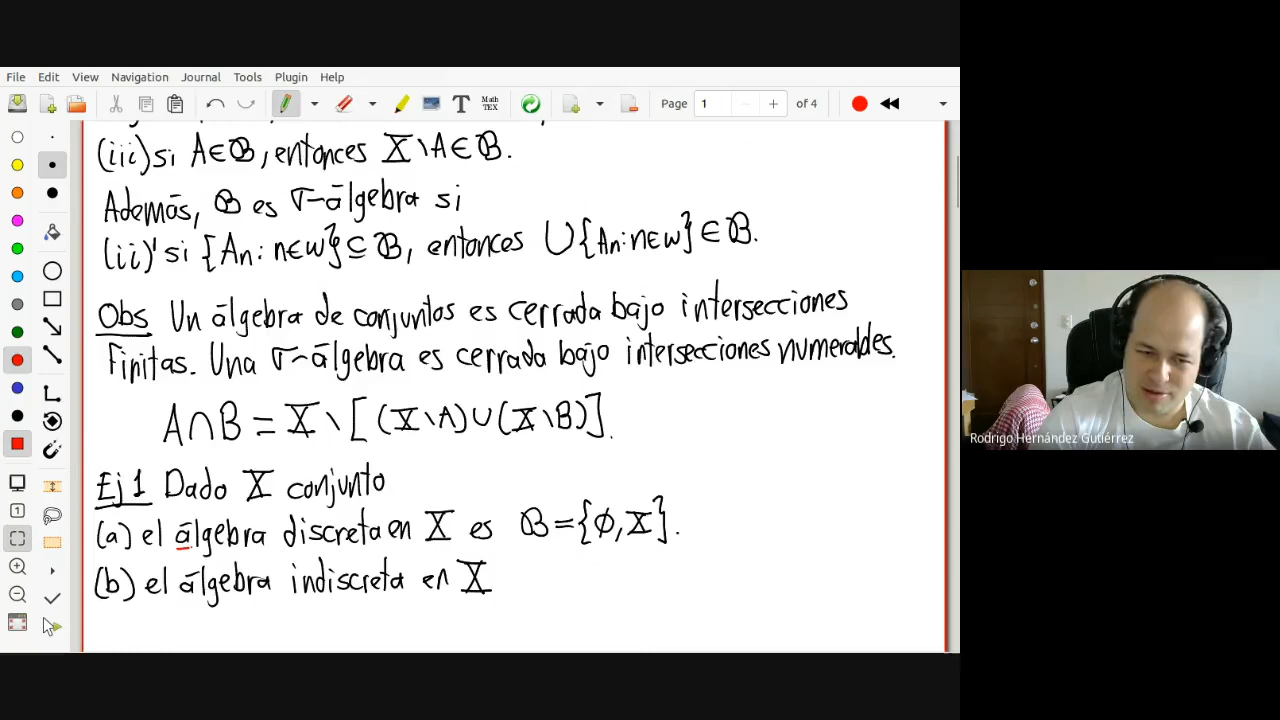 File Edit View Navigation Journal Tools Plugin Help
T Math TEX Page 1 - + of 4
(iii) si A∈𝔅, entonces X\A∈𝔅.
Además, 𝔅 es σ-álgebra si
(ii)' si {An: n∈ω}⊆𝔅, entonces ⋃{An: n∈ω}∈𝔅.
Obs Un álgebra de conjuntos es cerrada bajo intersecciones
finitas. Una σ-álgebra es cerrada bajo intersecciones numerables.
A∩B = X\[(X\A)∪(X\B)].
Ej 1 Dado X conjunto
(a) el álgebra discreta en X es 𝔅={∅,X}.
(b) el álgebra indiscreta en X
Rodrigo Hernández Gutiérrez